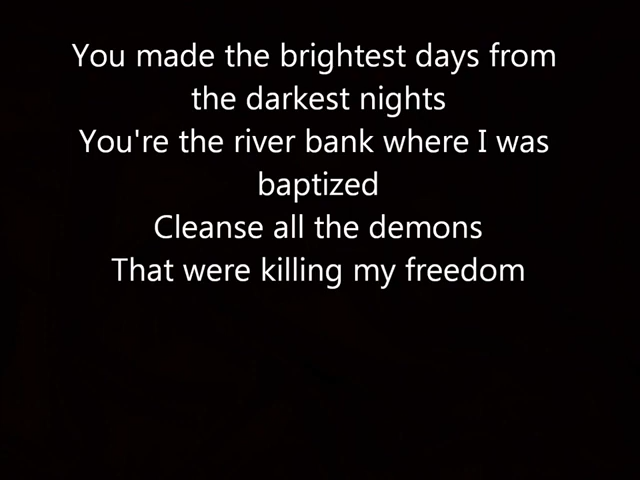 You made the brightest days from
the darkest nights
You're the river bank where I was
baptized
Cleanse all the demons
That were killing my freedom